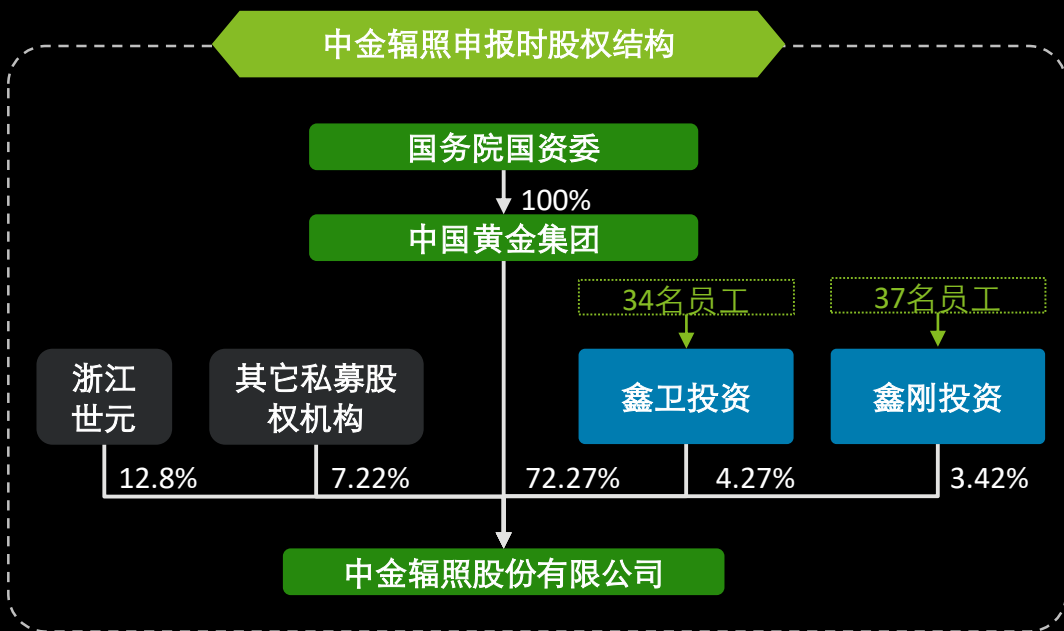 中金辐照申报时股权结构
国务院国资委
100%
中国黄金集团
34名员工
37名员工
浙江
世元
其它私募股
权机构
鑫卫投资
鑫刚投资
12.8%
7.22%
72.27%
4.27%
3.42%
中金辐照股份有限公司